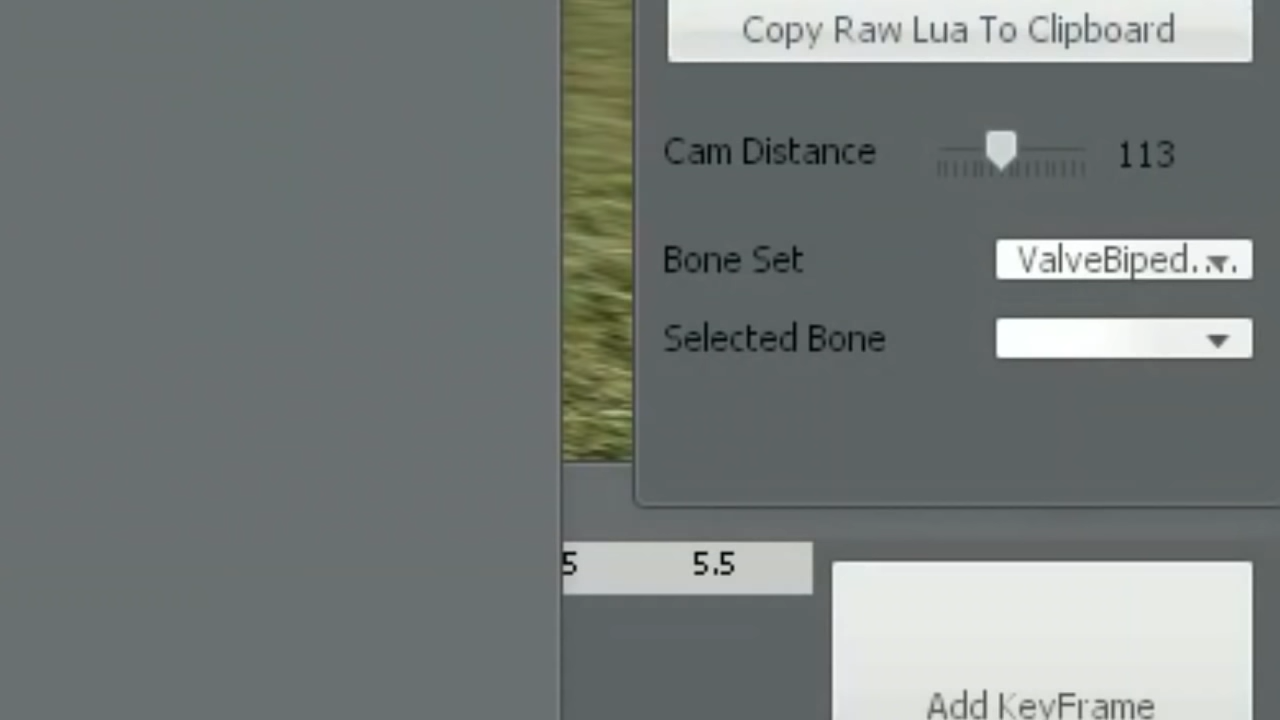 Copy Raw Lua To Clipboard
Cam Distance 113
Bone Set ValveBiped...
Selected Bone
5 5.5
Add KeyFrame